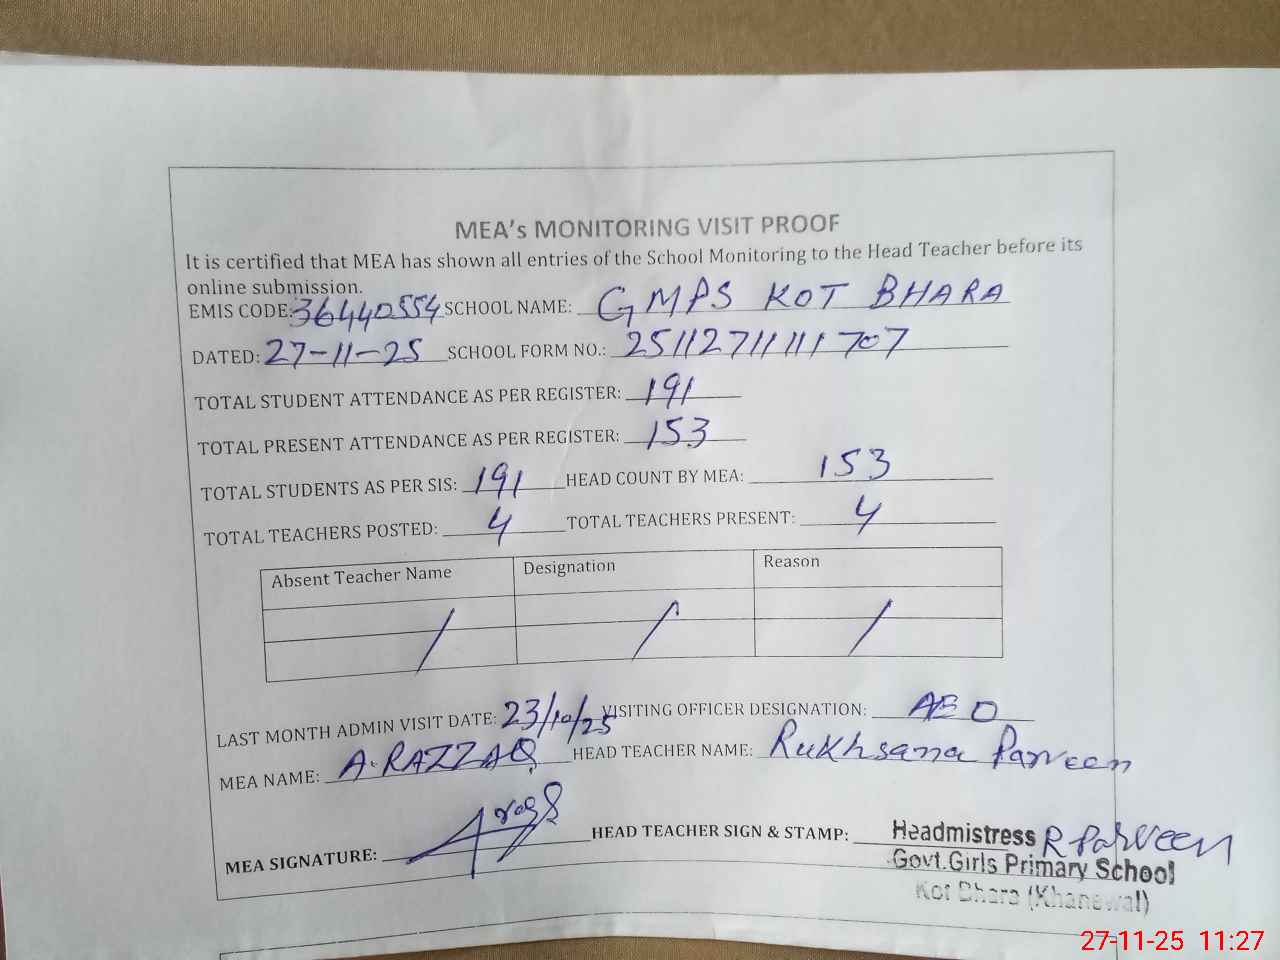 MEA's MONITORING VISIT PROOF
It is certified that MEA has shown all entries of the School Monitoring to the Head Teacher before its
online submission.
EMIS CODE: 36440554 SCHOOL NAME: GMPS KOT BHARA
DATED: 27-11-25 SCHOOL FORM NO.: 251127111111707
TOTAL STUDENT ATTENDANCE AS PER REGISTER: 191
TOTAL PRESENT ATTENDANCE AS PER REGISTER: 153
TOTAL STUDENTS AS PER SIS: 191 HEAD COUNT BY MEA: 153
TOTAL TEACHERS POSTED: 4 TOTAL TEACHERS PRESENT: 4
Absent Teacher Name Designation Reason
/ / /
LAST MONTH ADMIN VISIT DATE: 23/10/25 VISITING OFFICER DESIGNATION: AEO
MEA NAME: A.RAZZAQ HEAD TEACHER NAME: Rukhsana Parveen
MEA SIGNATURE: HEAD TEACHER SIGN & STAMP: Headmistress R Parveen
Govt.Girls Primary School
Kot Bhara (Khanewal)
27-11-25 11:27